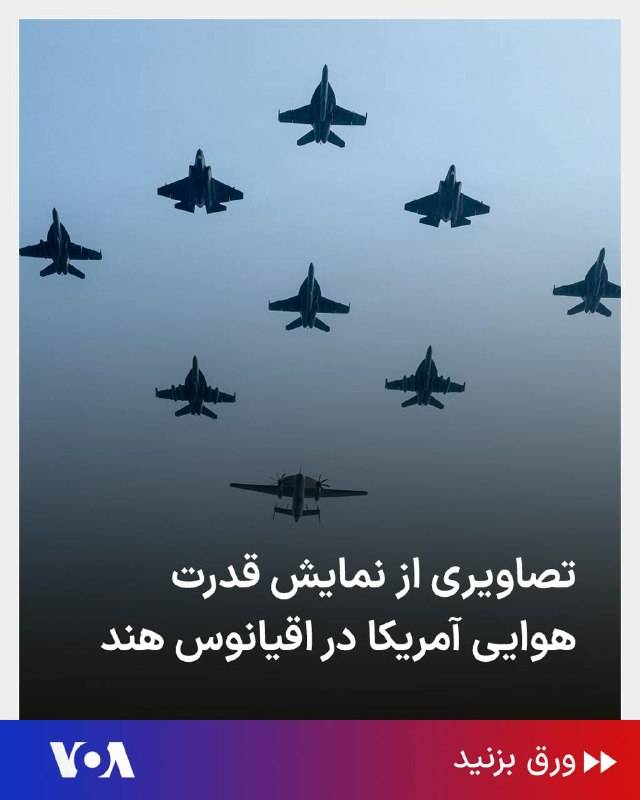 تصاویری از نمایش قدرت
هوایی آمریکا در اقیانوس هند
ورق بزنید
VOA